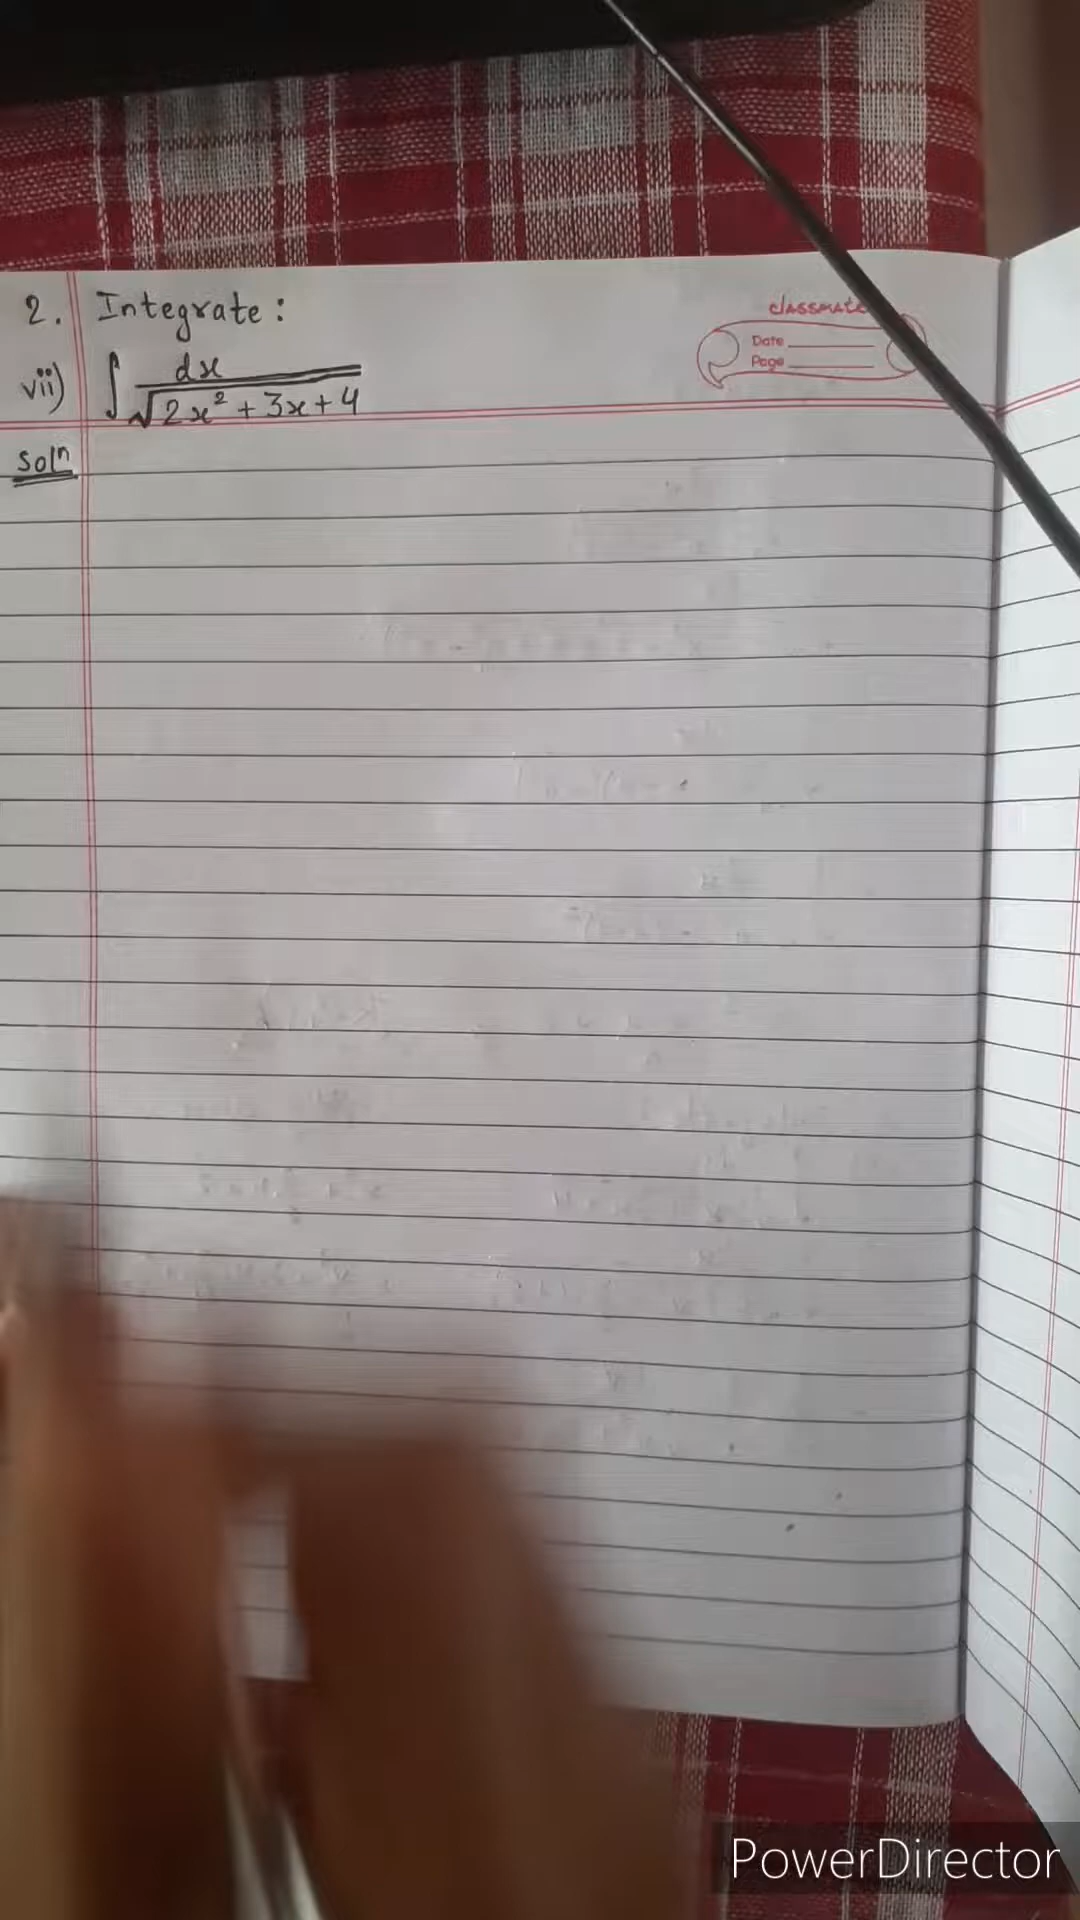 2. Integrate:
classmate
Date
Page
vii) ∫ dx / √2x² + 3x + 4
Solⁿ
PowerDirector